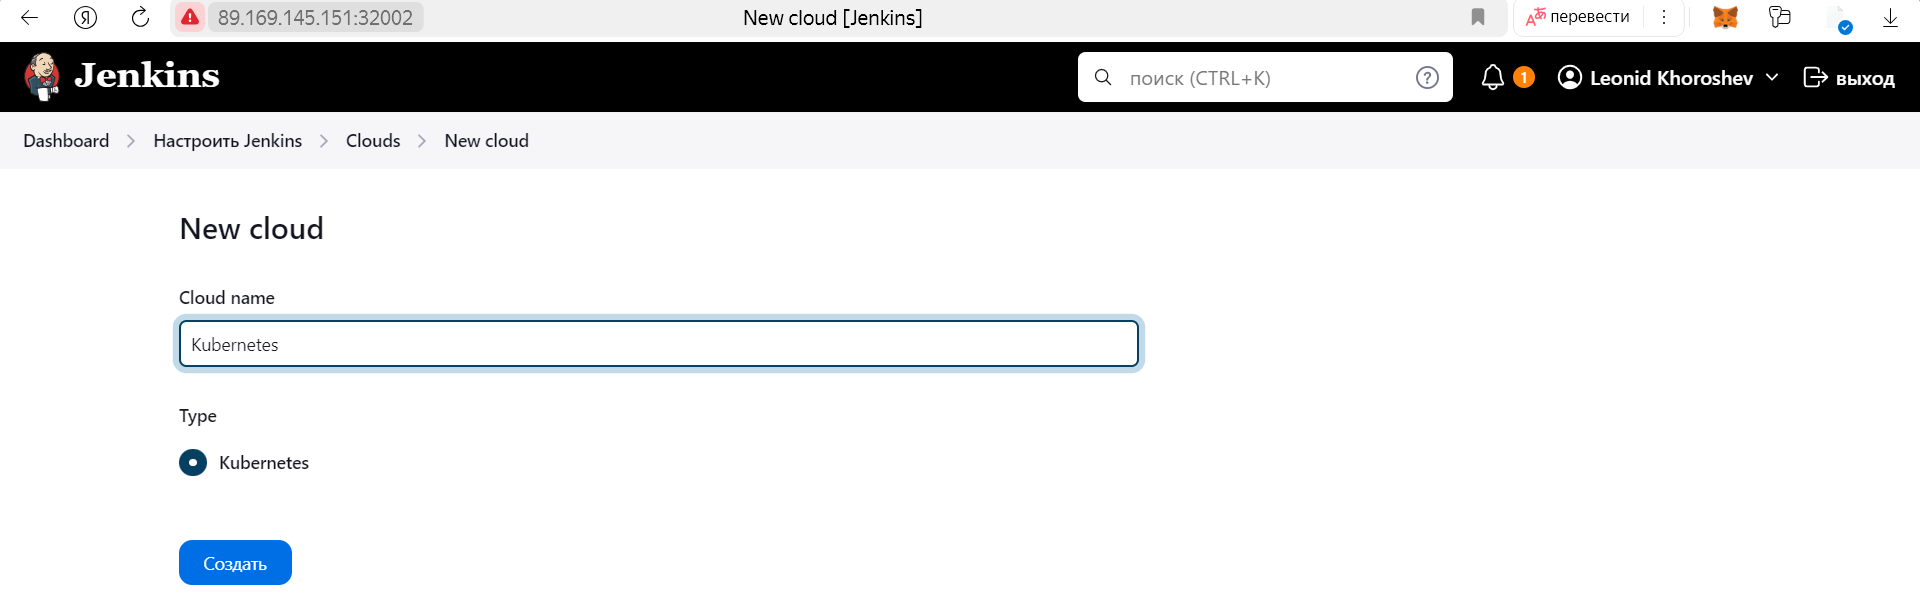 Я 89.169.145.151:32002 New cloud [Jenkins] перевести
Jenkins поиск (CTRL+K) ? 1 Leonid Khoroshev выход
Dashboard Настроить Jenkins Clouds New cloud
New cloud
Cloud name
Kubernetes
Type
Kubernetes
Создать